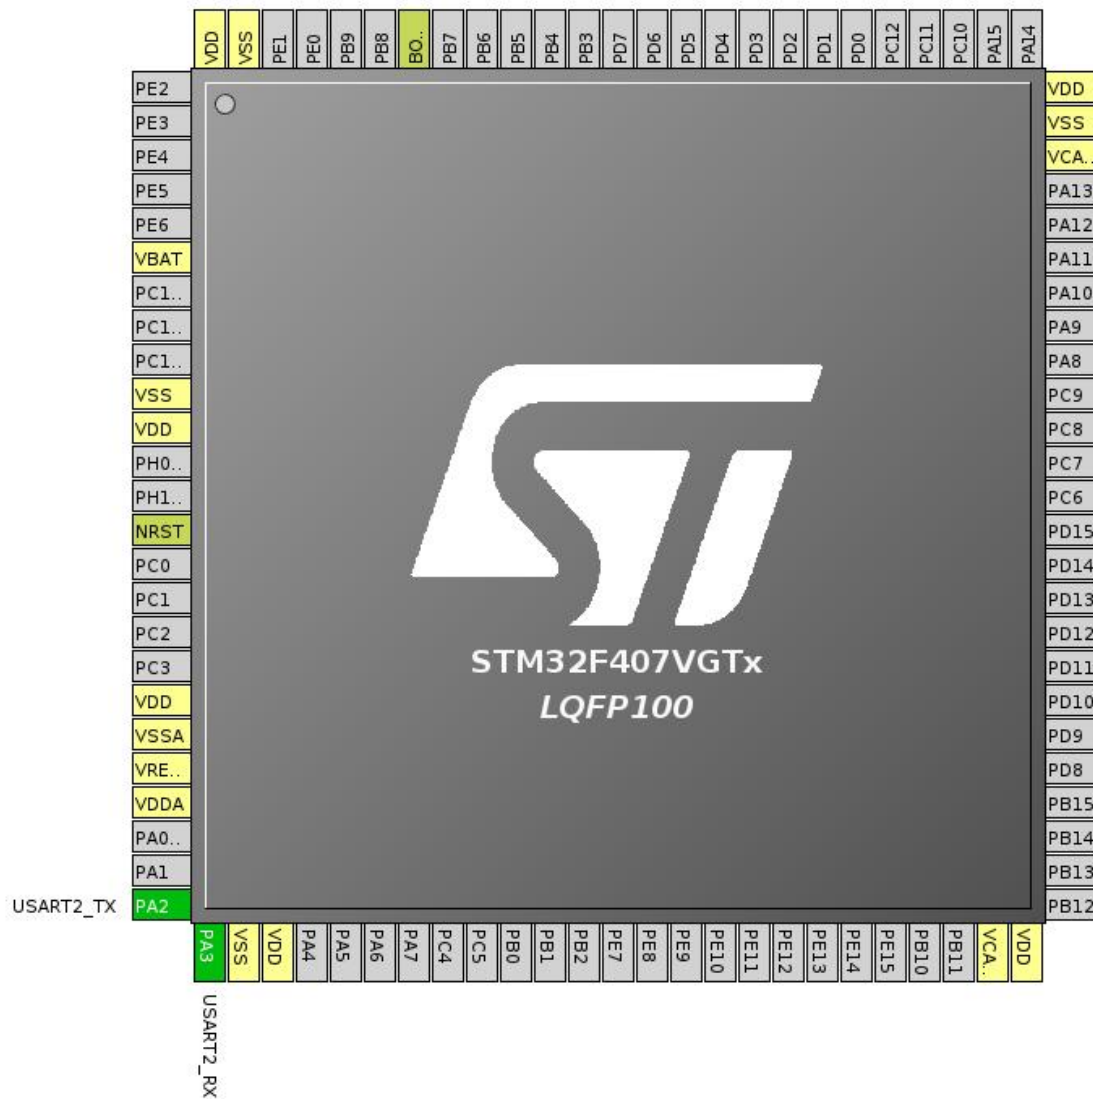 VDD VSS PE1 PE0 PB9 PB8 BO.. PB7 PB6 PB5 PB4 PB3 PD7 PD6 PD5 PD4 PD3 PD2 PD1 PD0 PC12 PC11 PC10 PA15 PA14
PE2 VDD
PE3 VSS
PE4 VCA..
PE5 PA13
PE6 PA12
VBAT PA11
PC1.. PA10
PC1.. PA9
PC1.. PA8
VSS PC9
VDD PC8
PH0.. PC7
PH1.. PC6
NRST PD15
PC0 PD14
PC1 PD13
PC2 PD12
PC3 PD11
VDD PD10
VSSA PD9
VRE.. PD8
VDDA PB15
PA0.. PB14
PA1 PB13
USART2_TX PA2 PB12
ST
STM32F407VGTx
LQFP100
PA3 VSS VDD PA4 PA5 PA6 PA7 PC4 PC5 PB0 PB1 PB2 PE7 PE8 PE9 PE10 PE11 PE12 PE13 PE14 PE15 PB10 PB11 VCA.. VDD
USART2_RX